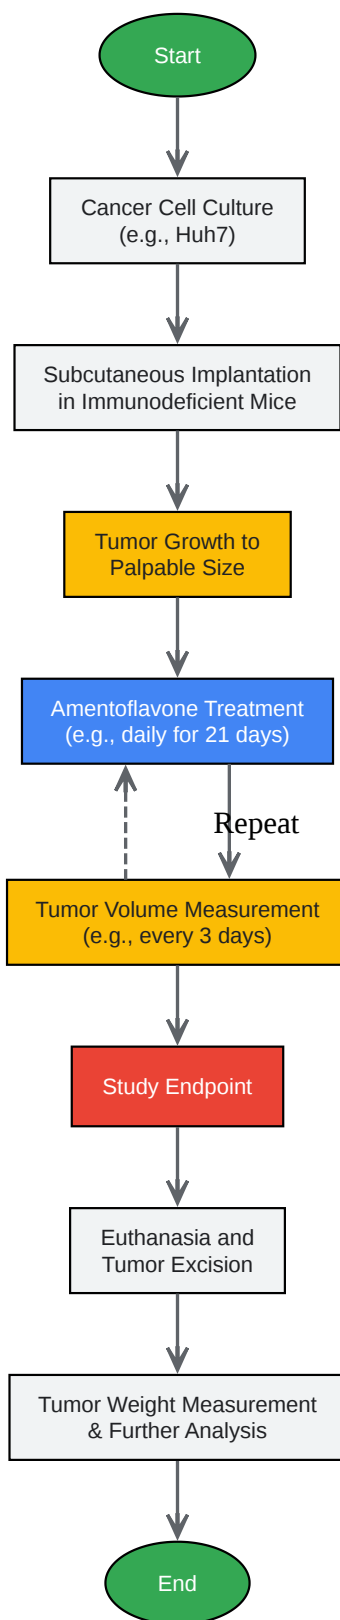 Start
Cancer Cell Culture
(e.g., Huh7)
Subcutaneous Implantation
in Immunodeficient Mice
Tumor Growth to
Palpable Size
Amentoflavone Treatment
(e.g., daily for 21 days)
Repeat
Tumor Volume Measurement
(e.g., every 3 days)
Study Endpoint
Euthanasia and
Tumor Excision
Tumor Weight Measurement
& Further Analysis
End